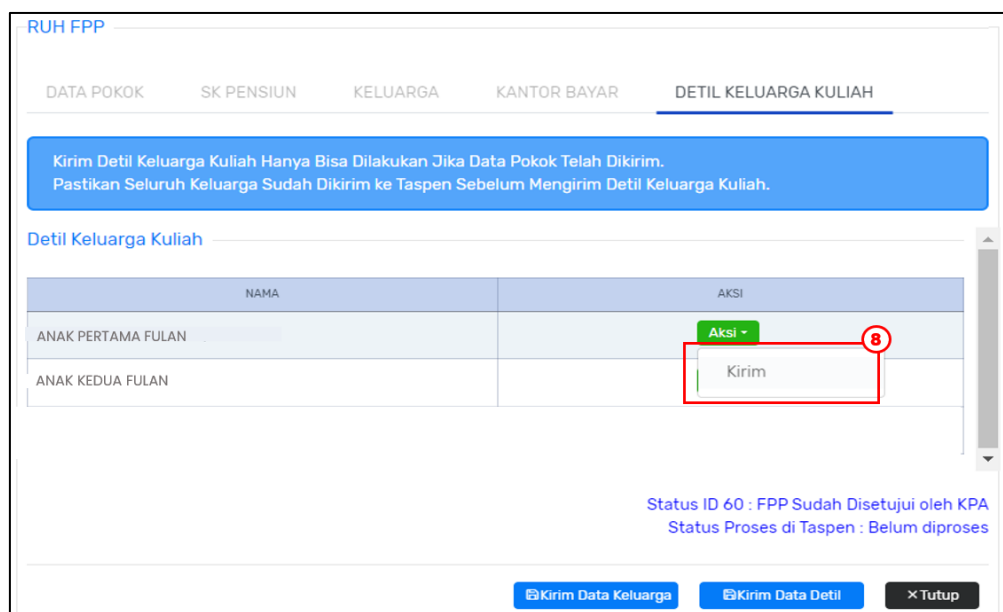 RUH FPP
DATA POKOK SK PENSIUN KELUARGA KANTOR BAYAR DETIL KELUARGA KULIAH
Kirim Detil Keluarga Kuliah Hanya Bisa Dilakukan Jika Data Pokok Telah Dikirim.
Pastikan Seluruh Keluarga Sudah Dikirim ke Taspen Sebelum Mengirim Detil Keluarga Kuliah.
Detil Keluarga Kuliah
NAMA AKSI
ANAK PERTAMA FULAN Aksi
8
Kirim
ANAK KEDUA FULAN
Status ID 60 : FPP Sudah Disetujui oleh KPA
Status Proses di Taspen : Belum diproses
Kirim Data Keluarga Kirim Data Detil ×Tutup